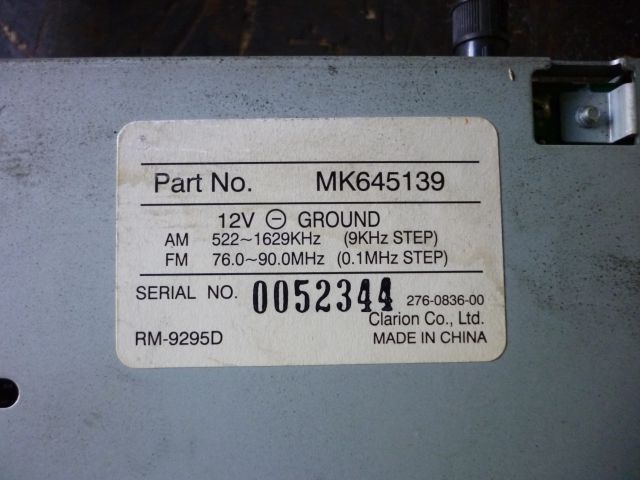 Part No. MK645139
12V ⊖ GROUND
AM 522~1629KHz (9KHz STEP)
FM 76.0~90.0MHz (0.1MHz STEP)
SERIAL NO. 0052344 276-0836-00
Clarion Co., Ltd.
RM-9295D MADE IN CHINA